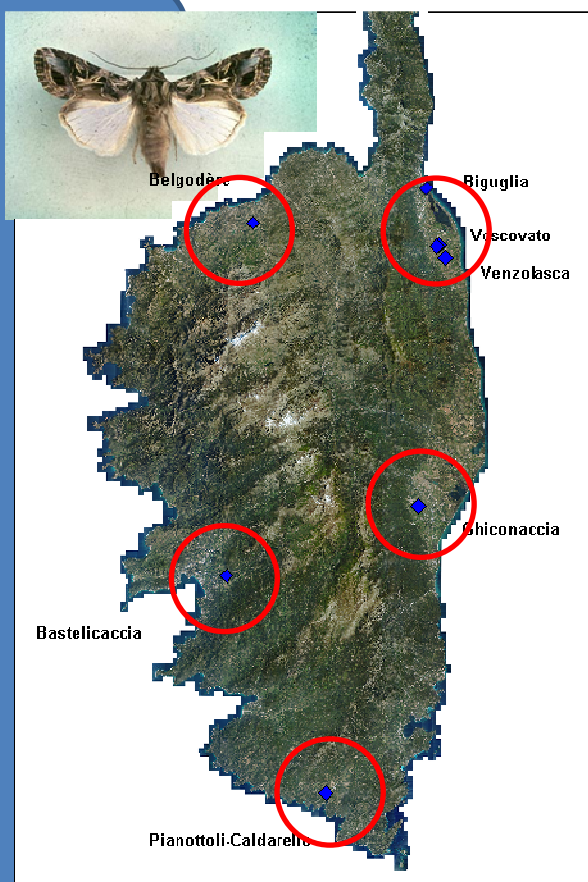 Belgodère
Biguglia
Vescovato
Venzolasca
Ghiconaccia
Bastelicaccia
Pianottoli-Caldarello